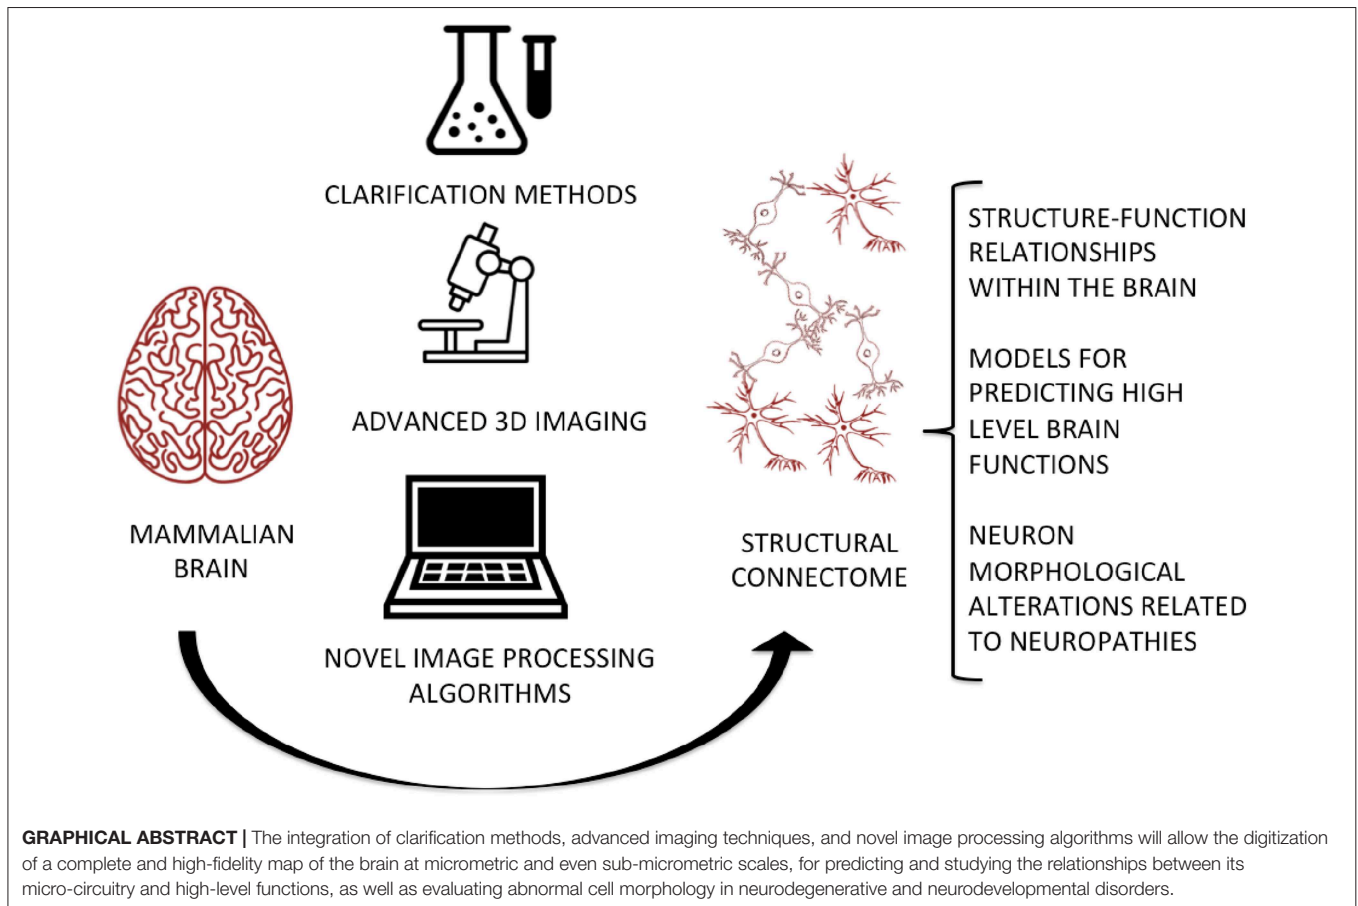 CLARIFICATION METHODS
ADVANCED 3D IMAGING
MAMMALIAN
BRAIN
NOVEL IMAGE PROCESSING
ALGORITHMS
STRUCTURAL
CONNECTOME
STRUCTURE-FUNCTION
RELATIONSHIPS
WITHIN THE BRAIN
MODELS FOR
PREDICTING HIGH
LEVEL BRAIN
FUNCTIONS
NEURON
MORPHOLOGICAL
ALTERATIONS RELATED
TO NEUROPATHIES
GRAPHICAL ABSTRACT | The integration of clarification methods, advanced imaging techniques, and novel image processing algorithms will allow the digitization
of a complete and high-fidelity map of the brain at micrometric and even sub-micrometric scales, for predicting and studying the relationships between its
micro-circuitry and high-level functions, as well as evaluating abnormal cell morphology in neurodegenerative and neurodevelopmental disorders.